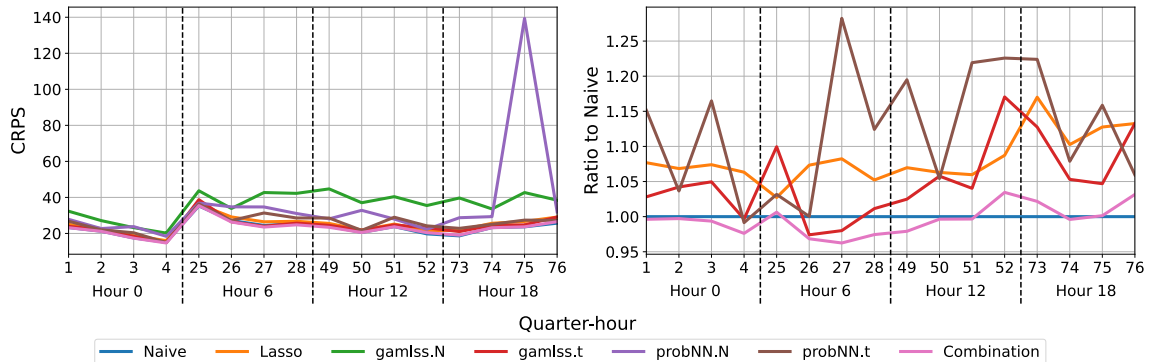 CRPS
140
120
100
80
60
40
20
1 2 3 4 25 26 27 28 49 50 51 52 73 74 75 76
Hour 0 Hour 6 Hour 12 Hour 18
Ratio to Naive
1.25
1.20
1.15
1.10
1.05
1.00
0.95
1 2 3 4 25 26 27 28 49 50 51 52 73 74 75 76
Hour 0 Hour 6 Hour 12 Hour 18
Quarter-hour
Naive Lasso gamlss.N gamlss.t probNN.N probNN.t Combination